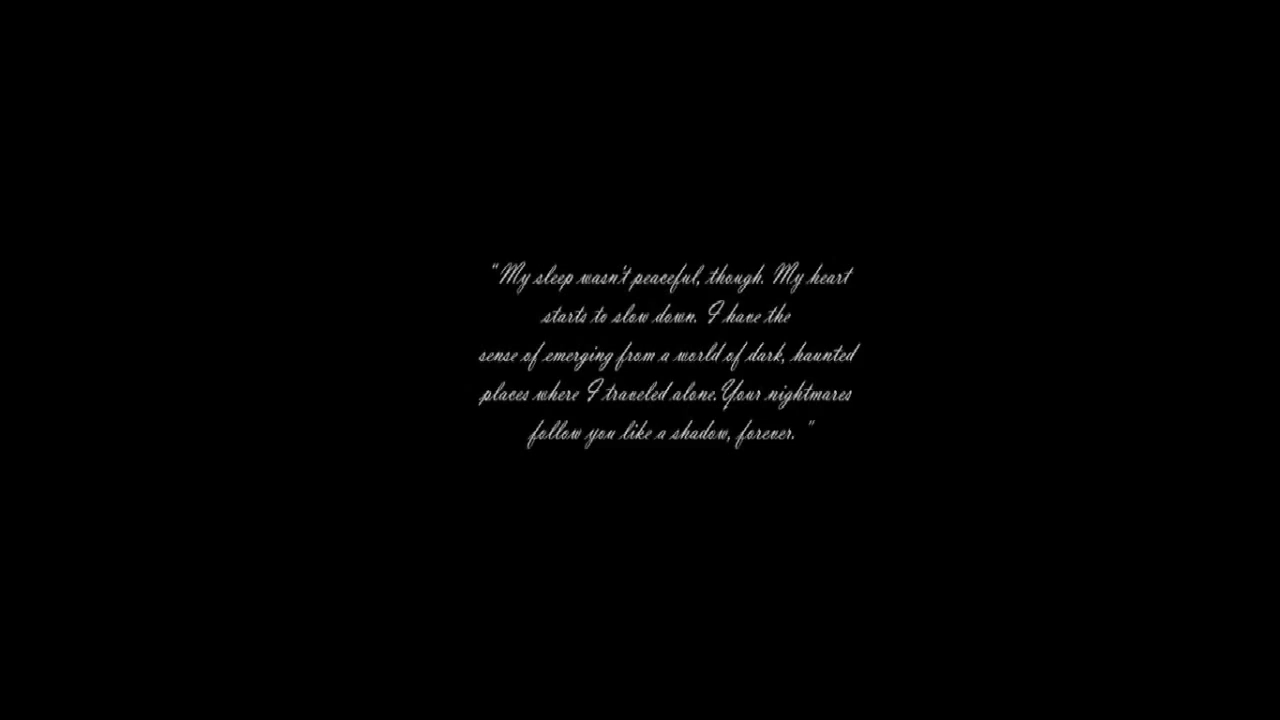 "My sleep wasn't peaceful, though. My heart
starts to slow down. I have the
sense of emerging from a world of dark, haunted
places where I traveled alone.Your nightmares
follow you like a shadow, forever. "